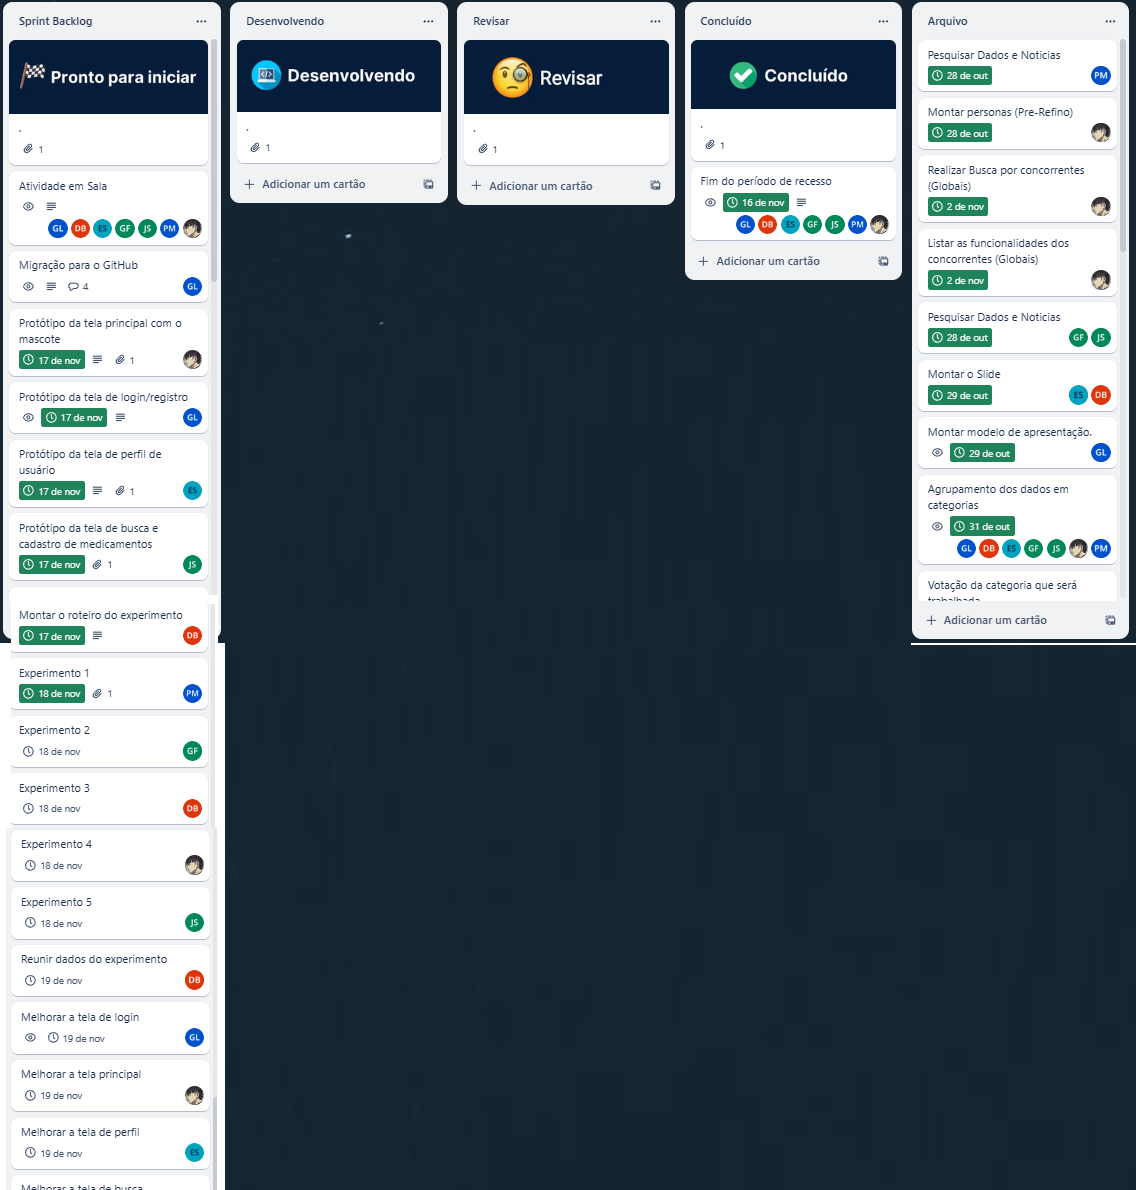 Sprint Backlog
Pronto para iniciar
.
1
Atividade em Sala
GL DB ES GF JS PM
Migração para o GitHub
4
GL
Protótipo da tela principal com o
mascote
17 de nov
1
Protótipo da tela de login/registro
17 de nov
GL
Protótipo da tela de perfil de
usuário
17 de nov
1
ES
Protótipo da tela de busca e
cadastro de medicamentos
17 de nov
1
JS
Montar o roteiro do experimento
17 de nov
DB
Experimento 1
18 de nov
1
PM
Experimento 2
18 de nov
GF
Experimento 3
18 de nov
DB
Experimento 4
18 de nov
Experimento 5
18 de nov
JS
Reunir dados do experimento
19 de nov
DB
Melhorar a tela de login
19 de nov
GL
Melhorar a tela principal
19 de nov
Melhorar a tela de perfil
19 de nov
ES
Melhorar a tela de busca
Desenvolvendo
Desenvolvendo
.
1
Adicionar um cartão
Revisar
Revisar
.
1
Adicionar um cartão
Concluído
Concluído
.
1
Fim do período de recesso
16 de nov
GL DB ES GF JS PM
Adicionar um cartão
Arquivo
Pesquisar Dados e Noticias
28 de out
PM
Montar personas (Pre-Refino)
28 de out
Realizar Busca por concorrentes
(Globais)
2 de nov
Listar as funcionalidades dos
concorrentes (Globais)
2 de nov
Pesquisar Dados e Noticias
28 de out
GF JS
Montar o Slide
29 de out
ES DB
Montar modelo de apresentação.
29 de out
GL
Agrupamento dos dados em
categorias
31 de out
GL DB ES GF JS PM
Votação da categoria que será
trabalhada
Adicionar um cartão